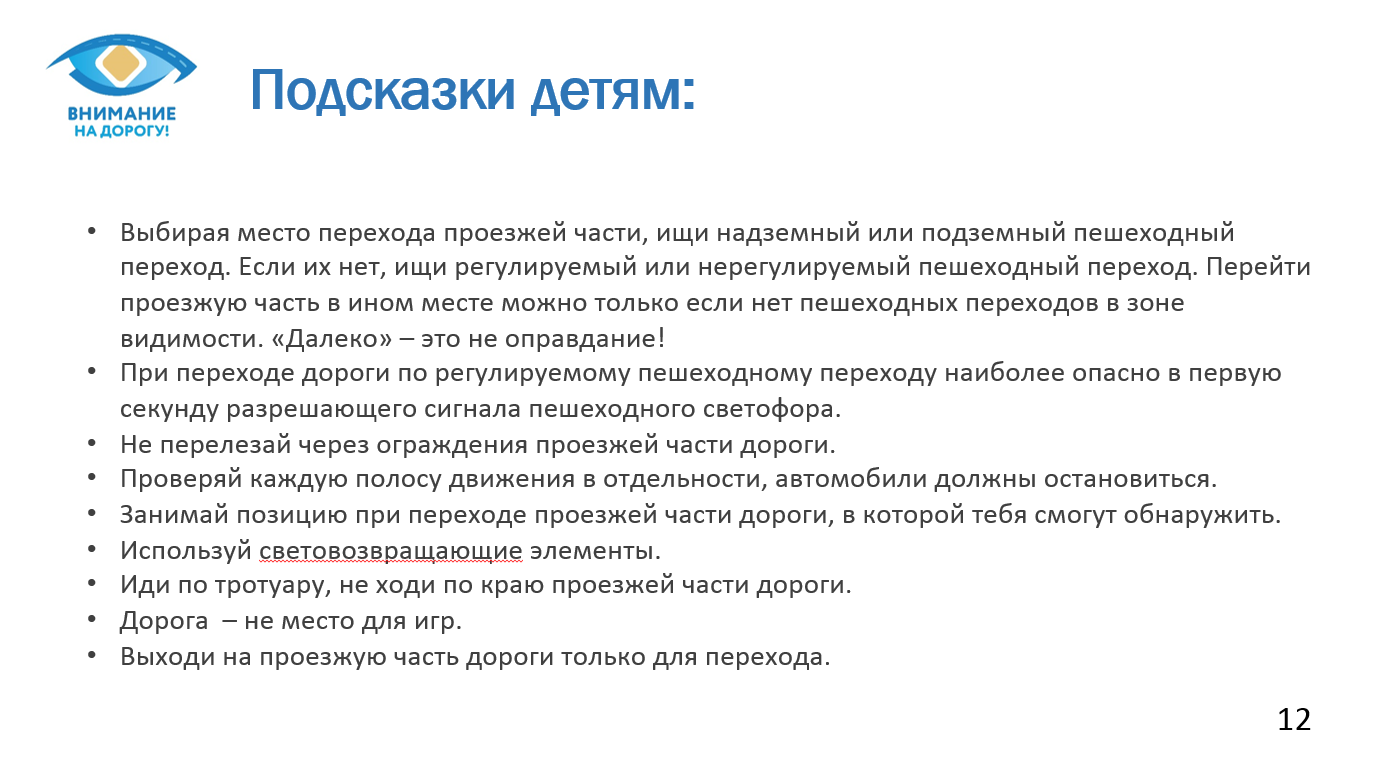 ВНИМАНИЕ
НА ДОРОГУ!
Подсказки детям:
• Выбирая место перехода проезжей части, ищи надземный или подземный пешеходный
переход. Если их нет, ищи регулируемый или нерегулируемый пешеходный переход. Перейти
проезжую часть в ином месте можно только если нет пешеходных переходов в зоне
видимости. «Далеко» – это не оправдание!
• При переходе дороги по регулируемому пешеходному переходу наиболее опасно в первую
секунду разрешающего сигнала пешеходного светофора.
• Не перелезай через ограждения проезжей части дороги.
• Проверяй каждую полосу движения в отдельности, автомобили должны остановиться.
• Занимай позицию при переходе проезжей части дороги, в которой тебя смогут обнаружить.
• Используй световозвращающие элементы.
• Иди по тротуару, не ходи по краю проезжей части дороги.
• Дорога  – не место для игр.
• Выходи на проезжую часть дороги только для перехода.
12